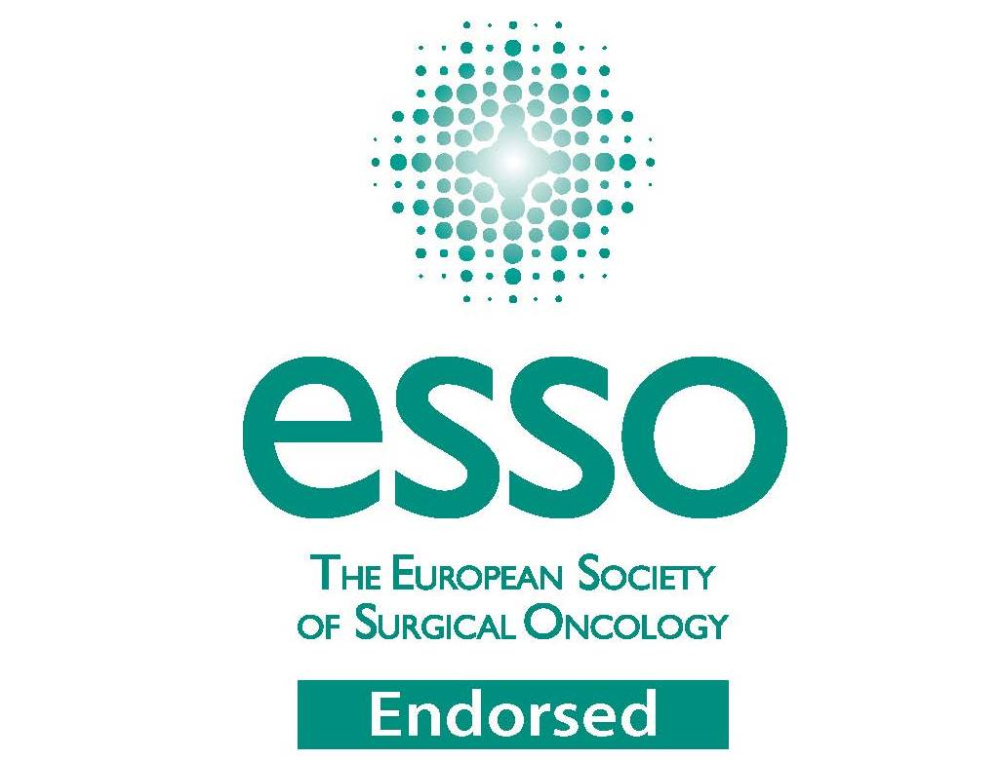 esso
THE EUROPEAN SOCIETY
OF SURGICAL ONCOLOGY
Endorsed